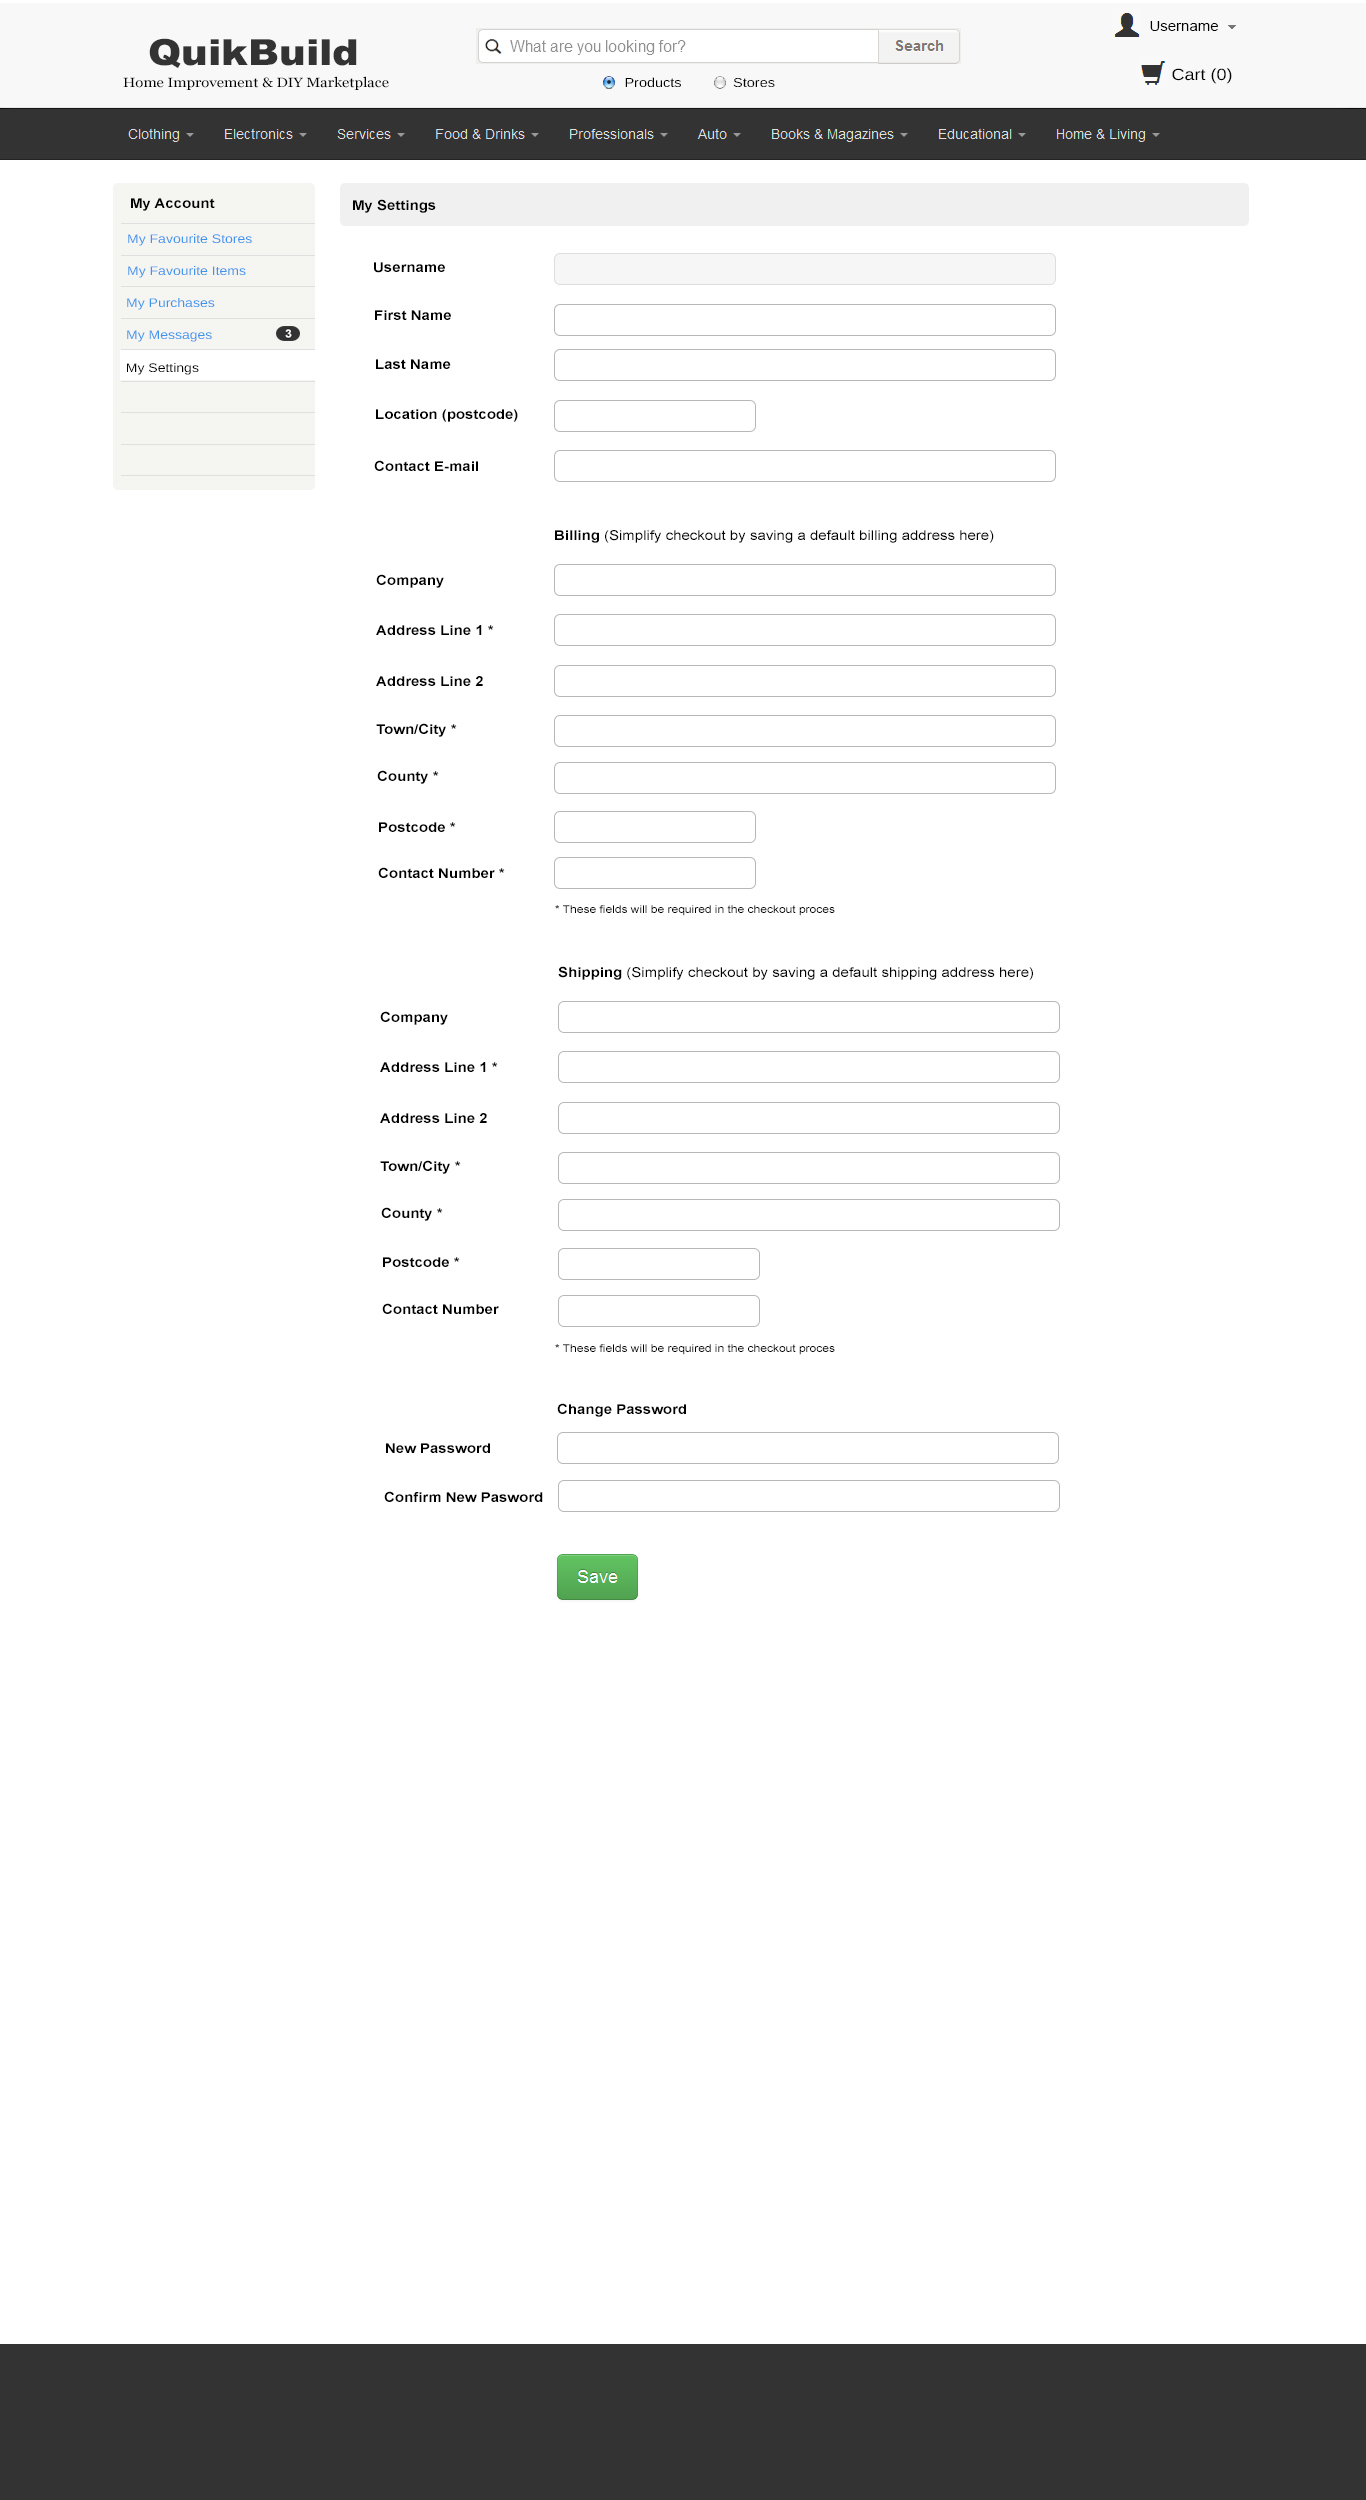 QuikBuild
Home Improvement & DIY Marketplace
What are you looking for? Search
Products Stores
Username
Cart (0)
Clothing Electronics Services Food & Drinks Professionals Auto Books & Magazines Educational Home & Living
My Account
My Favourite Stores
My Favourite Items
My Purchases
My Messages 3
My Settings
My Settings
Username
First Name
Last Name
Location (postcode)
Contact E-mail
Billing (Simplify checkout by saving a default billing address here)
Company
Address Line 1 *
Address Line 2
Town/City *
County *
Postcode *
Contact Number *
* These fields will be required in the checkout proces
Shipping (Simplify checkout by saving a default shipping address here)
Company
Address Line 1 *
Address Line 2
Town/City *
County *
Postcode *
Contact Number
* These fields will be required in the checkout proces
Change Password
New Password
Confirm New Pasword
Save